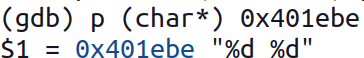 (gdb) p (char*) 0x401ebe
$1 = 0x401ebe "%d %d"